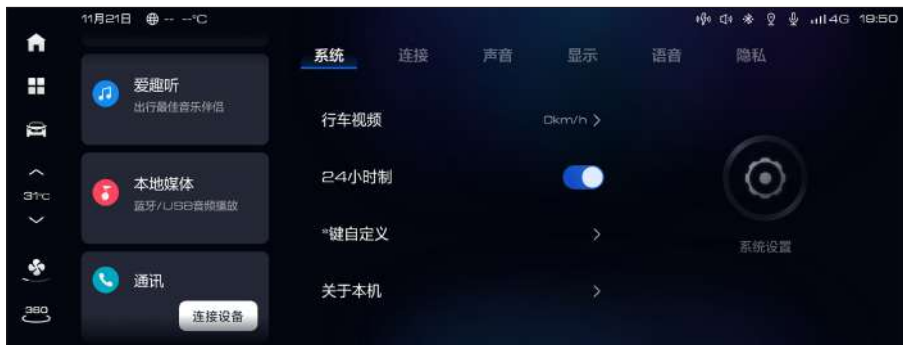 11月21日 -- --°C
4G 19:50
系统 连接 声音 显示 语音 隐私
爱趣听
出行最佳音乐伴侣
行车视频 0km/h >
31°C
本地媒体
蓝牙/USB音频播放
24小时制
*键自定义 >
系统设置
通讯
连接设备
关于本机 >
360